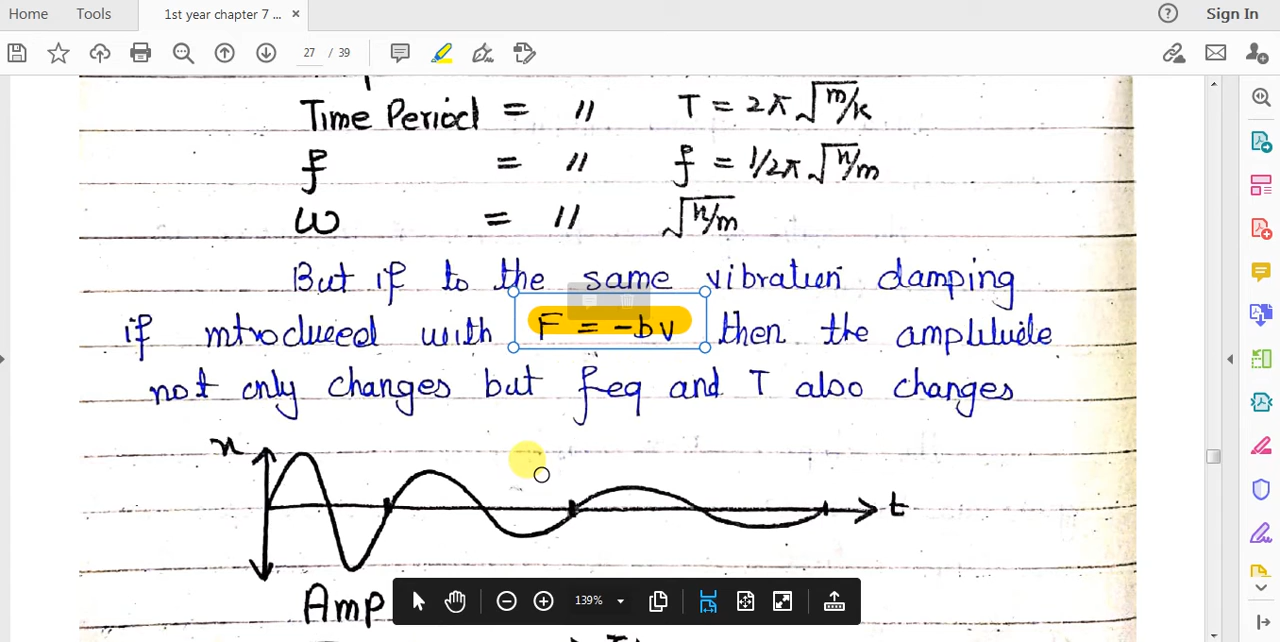 Home Tools 1st year chapter 7 ... × Sign In
27 / 39
Time Period = " T = 2π √m/k
f = " f = 1/2π √k/m
ω = " √k/m
But if to the same vibration damping
if introduced with F = -bv then the amplitude
not only changes but feq and T also changes
x
t
Amp
139%